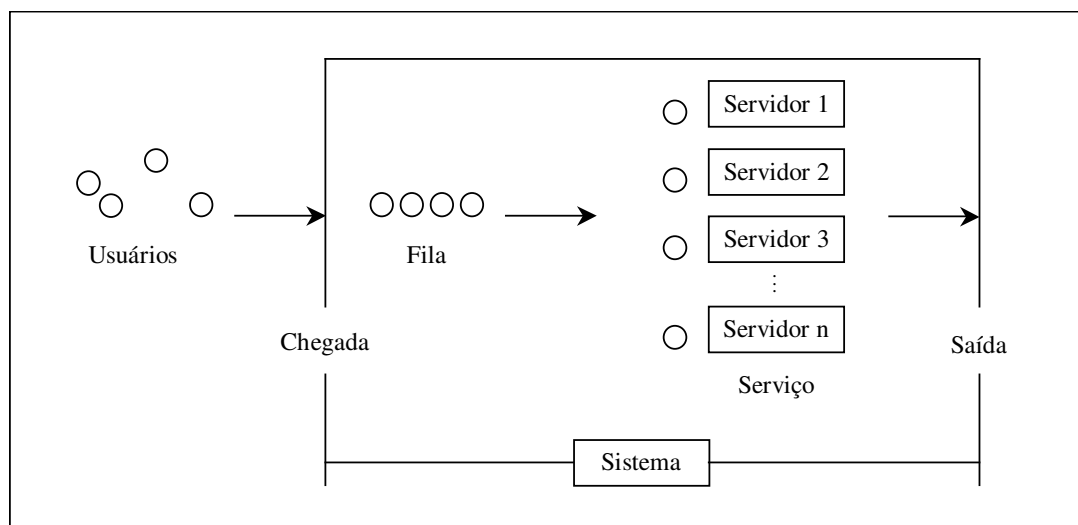 Servidor 1
Servidor 2
Servidor 3
Usuários
Fila
Servidor n
Chegada
Saída
Serviço
Sistema